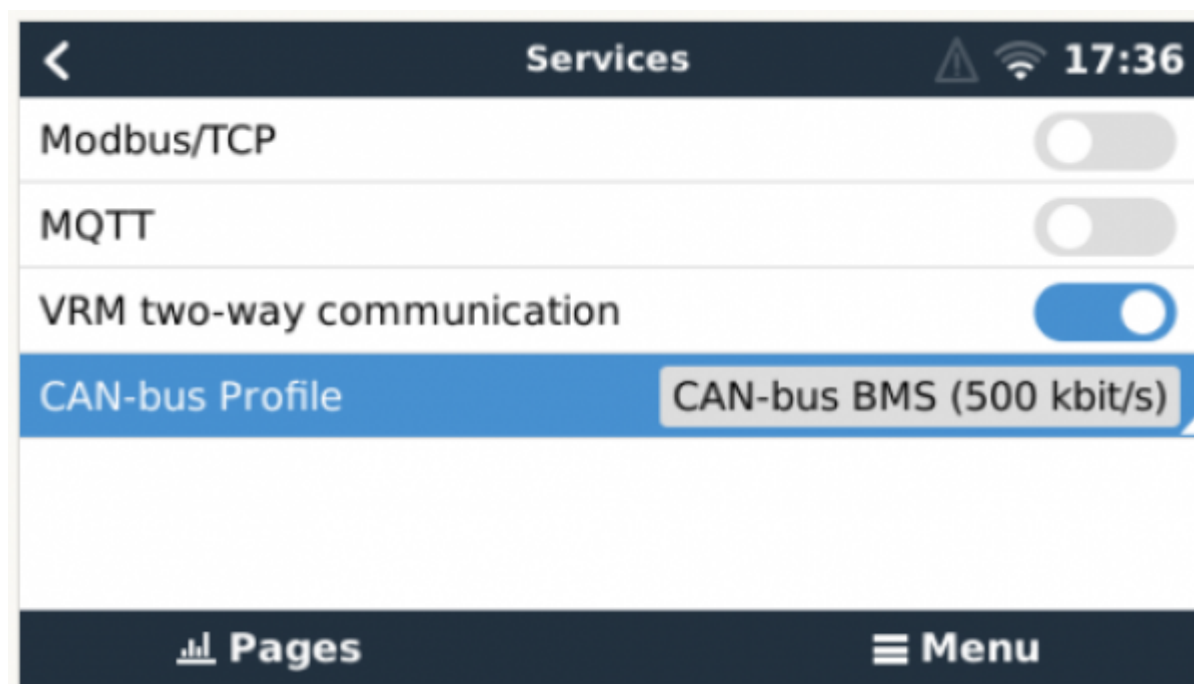 Services 17:36
Modbus/TCP
MQTT
VRM two-way communication
CAN-bus Profile CAN-bus BMS (500 kbit/s)
Pages Menu